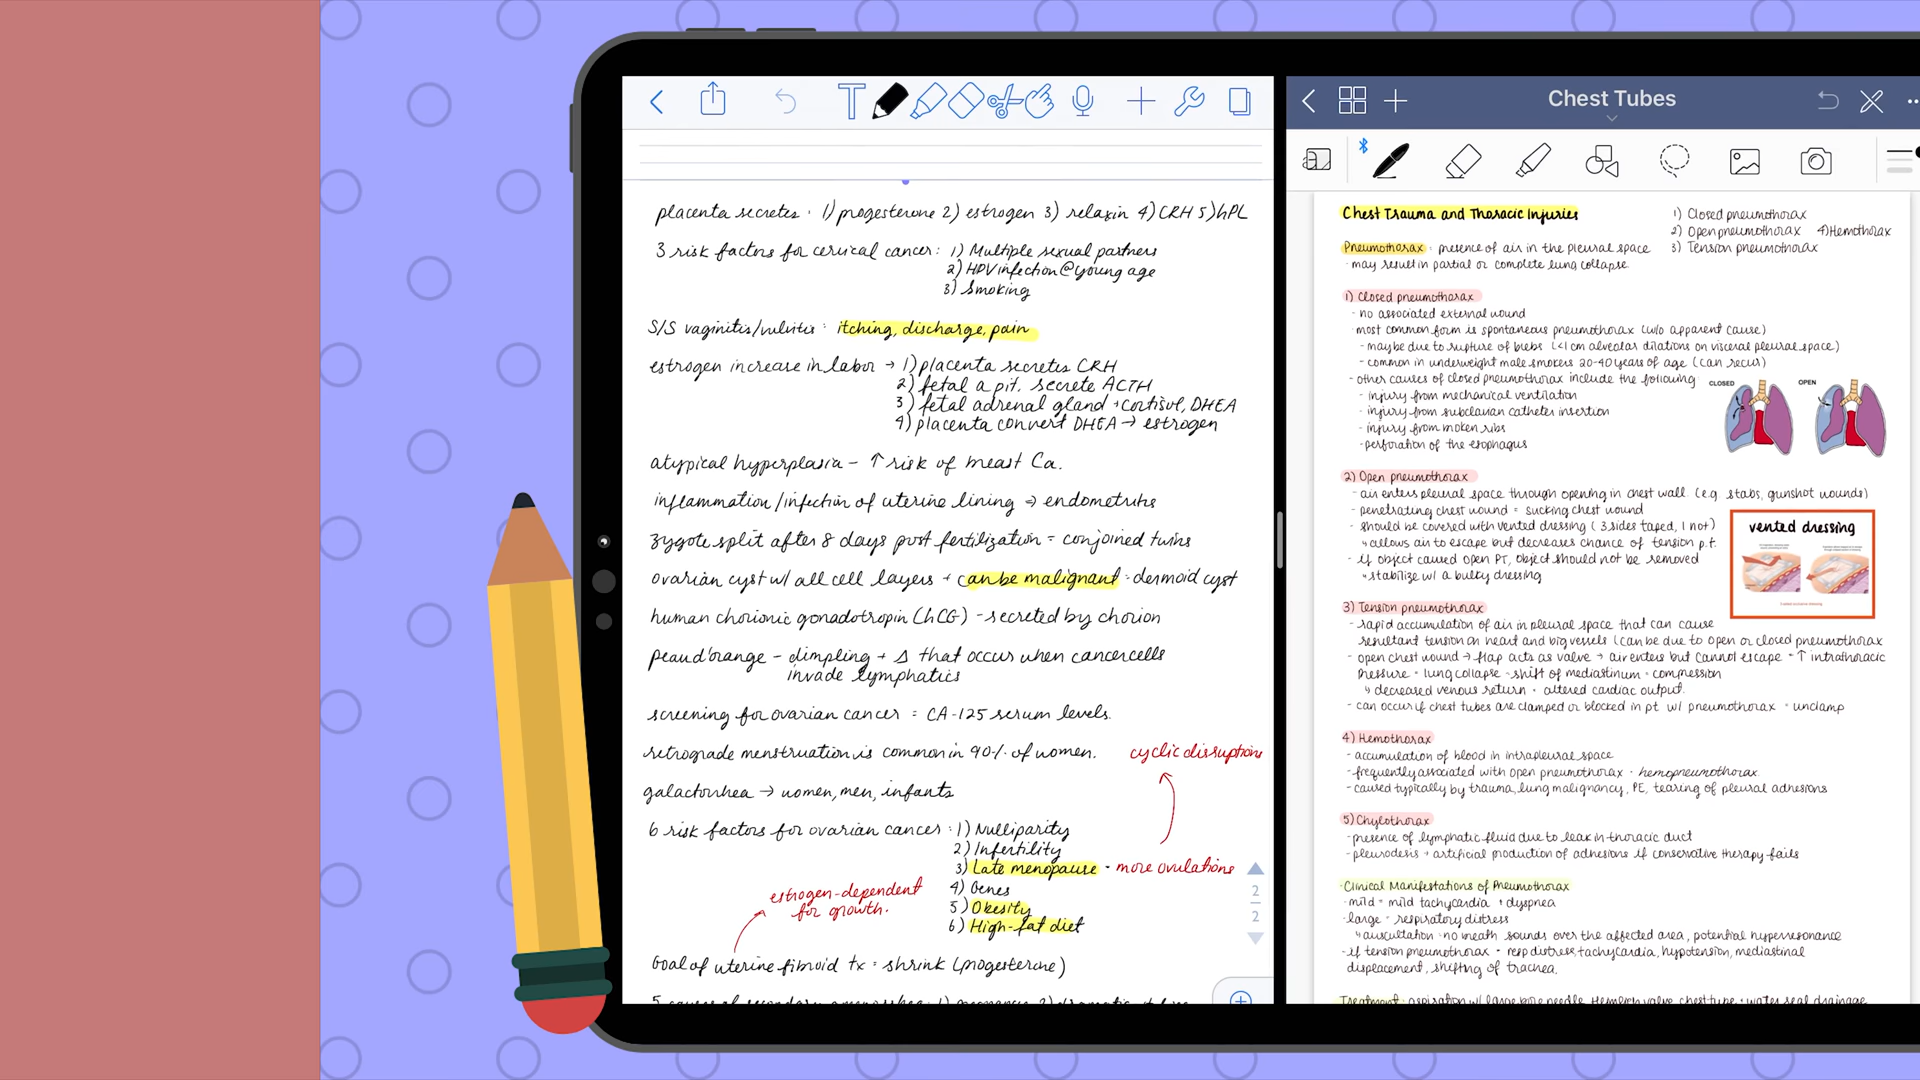 placenta secretes : 1) progesterone 2) estrogen 3) relaxin 4) CRH 5) hPL
3 risk factors for cervical cancer : 1) Multiple sexual partners
2) HPV infection @ young age
3) Smoking
S/S vaginitis/vulvitis : itching, discharge, pain
estrogen increase in labor → 1) placenta secretes CRH
2) fetal a pit. secrete ACTH
3) fetal adrenal gland → cortisol, DHEA
4) placenta convert DHEA → estrogen
atypical hyperplasia – ↑ risk of breast Ca.
inflammation/infection of uterine lining ⇒ endometritis
zygote split after 8 days post fertilization = conjoined twins
ovarian cyst w/ all cell layers + can be malignant = dermoid cyst
human chorionic gonadotropin (hCG) – secreted by chorion
peau d'orange – dimpling + Δ that occurs when cancer cells
invade lymphatics
screening for ovarian cancer = CA-125 serum levels.
retrograde menstruation is common in 90% of women.
cyclic disruptions
galactorrhea → women, men, infants
6 risk factors for ovarian cancer : 1) Nulliparity
2) Infertility
3) Late menopause - more ovulations
4) Genes
5) Obesity
6) High-fat diet
estrogen-dependent
for growth.
Goal of uterine fibroid tx = shrink (progesterone)
2
2
Chest Tubes
Chest Trauma and Thoracic Injuries
1) Closed pneumothorax
2) Open pneumothorax 4) Hemothorax
3) Tension pneumothorax
Pneumothorax = presence of air in the pleural space
- may result in partial or complete lung collapse.
1) Closed pneumothorax
- no associated external wound
- most common form is spontaneous pneumothorax (w/o apparent cause)
- maybe due to rupture of blebs (<1cm alveolar dilations on visceral pleural space)
- common in underweight male smokers 20-40 years of age (can recur)
- other causes of closed pneumothorax include the following
- injury from mechanical ventilation
- injury from subclavian catheter insertion
- injury from broken ribs
- perforation of the esophagus
CLOSED OPEN
2) Open pneumothorax
- air enters pleural space through opening in chest wall. (e.g. stabs, gunshot wounds)
- penetrating chest wound = sucking chest wound
- should be covered with vented dressing (3 sides taped, 1 not)
↳ allows air to escape but decreases chance of tension p.t.
- if object caused open PT, object should not be removed
↳ stabilize w/ a bulky dressing
vented dressing
3) Tension pneumothorax
- rapid accumulation of air in pleural space that can cause
resultant tension on heart and big vessels (can be due to open or closed pneumothorax
- open chest wound → flap acts as valve → air enters but cannot escape = ↑ intrathoracic
pressure = lung collapse - shift of mediastinum = compression
↳ decreased venous return = altered cardiac output.
- can occur if chest tubes are clamped or blocked in pt. w/ pneumothorax = unclamp
4) Hemothorax
- accumulation of blood in intrapleural space
- frequently associated with open pneumothorax - hemopneumothorax.
- caused typically by trauma, lung malignancy, PE, tearing of pleural adhesions
5) Chylothorax
- presence of lymphatic fluid due to leak in thoracic duct
- pleurodesis → artificial production of adhesions if conservative therapy fails
Clinical Manifestations of Pneumothorax
- mild = mild tachycardia + dyspnea
- large = respiratory distress
↳ auscultation - no breath sounds over the affected area, potential hyperresonance
- if tension pneumothorax = resp distress, tachycardia, hypotension, mediastinal
displacement, shifting of trachea.
Treatment: aspiration w/ large bore needle, Hemlich valve, chest tube + water seal drainage